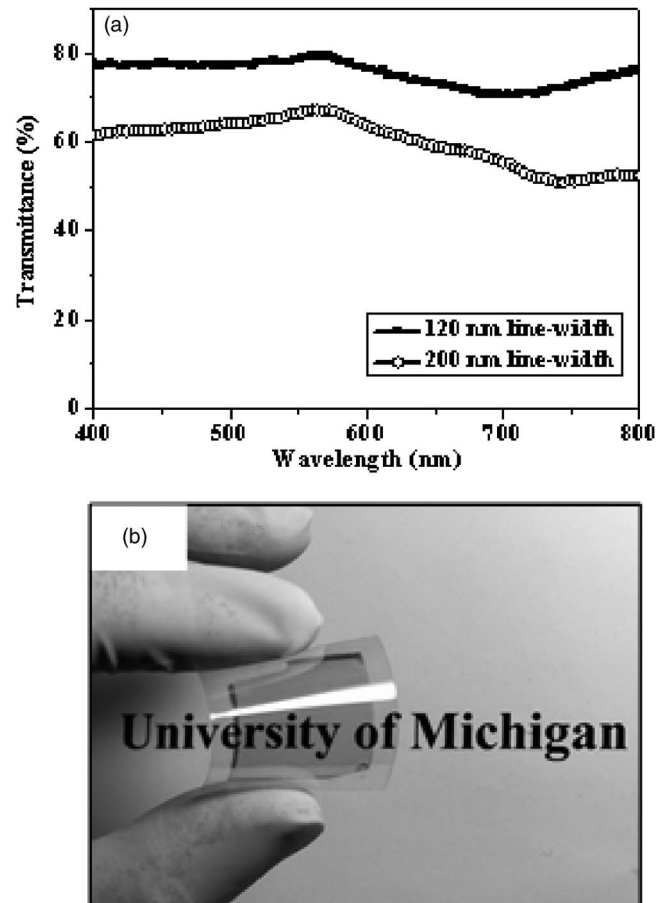 (a)
80
60
40
20
0
Transmittance (%)
120 nm line-width
200 nm line-width
400 500 600 700 800
Wavelength (nm)
(b)
University of Michigan